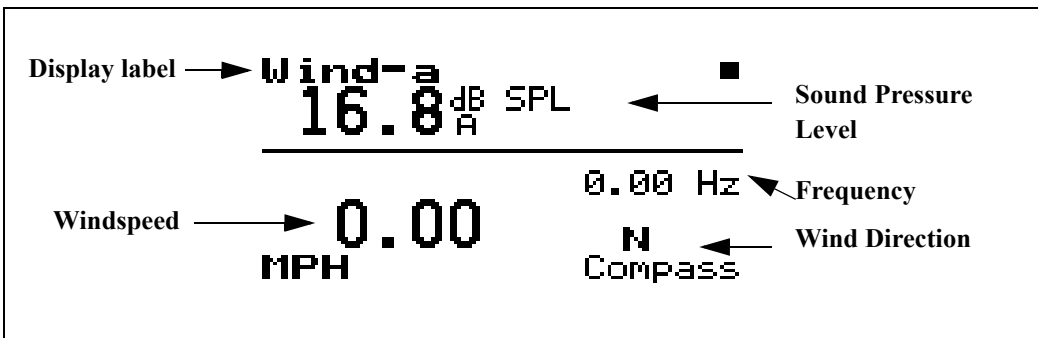 Display label
Wind-a
16.8 dB SPL
A
Sound Pressure
Level
0.00 Hz
Frequency
Windspeed
0.00
N
Wind Direction
MPH
Compass